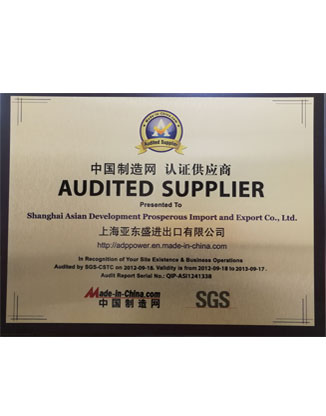 Audited Supplier
中国制造网 认证供应商
AUDITED SUPPLIER
Presented To
Shanghai Asian Development Prosperous Import and Export Co., Ltd.
上海亚东盛进出口有限公司
http://adppower.en.made-in-china.com
In Recognition of Your Site Existence & Business Operations
Audited by SGS-CSTC on 2012-09-18. Validity is from 2012-09-18 to 2013-09-17.
Audit Report Serial No.: QIP-ASI1241338
Made-in-China.com
中国制造网
SGS